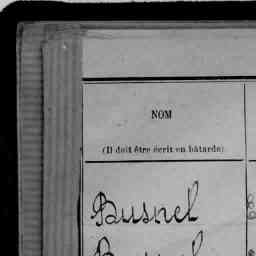 NOM
(Il doit être écrit en bâtarde)
Busnel